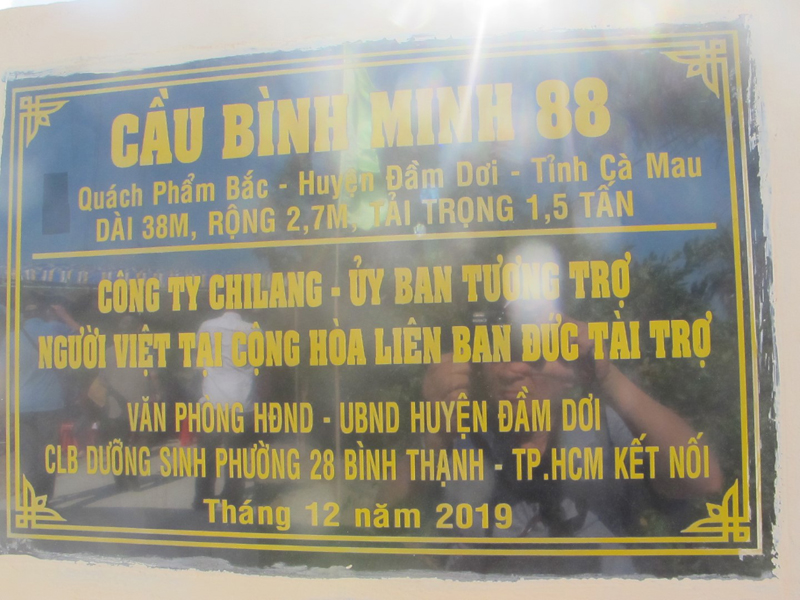 CẦU BÌNH MINH 88
Quách Phẩm Bắc - Huyện Đầm Dơi - Tỉnh Cà Mau
DÀI 38M, RỘNG 2,7M, TẢI TRỌNG 1,5 TẤN
CÔNG TY CHILANG - ỦY BAN TƯƠNG TRỢ
NGƯỜI VIỆT TẠI CỘNG HÒA LIÊN BAN ĐỨC TÀI TRỢ
VĂN PHÒNG HĐND - UBND HUYỆN ĐẦM DƠI
CLB DƯỠNG SINH PHƯỜNG 28 BÌNH THẠNH - TP.HCM KẾT NỐI
Tháng 12 năm 2019